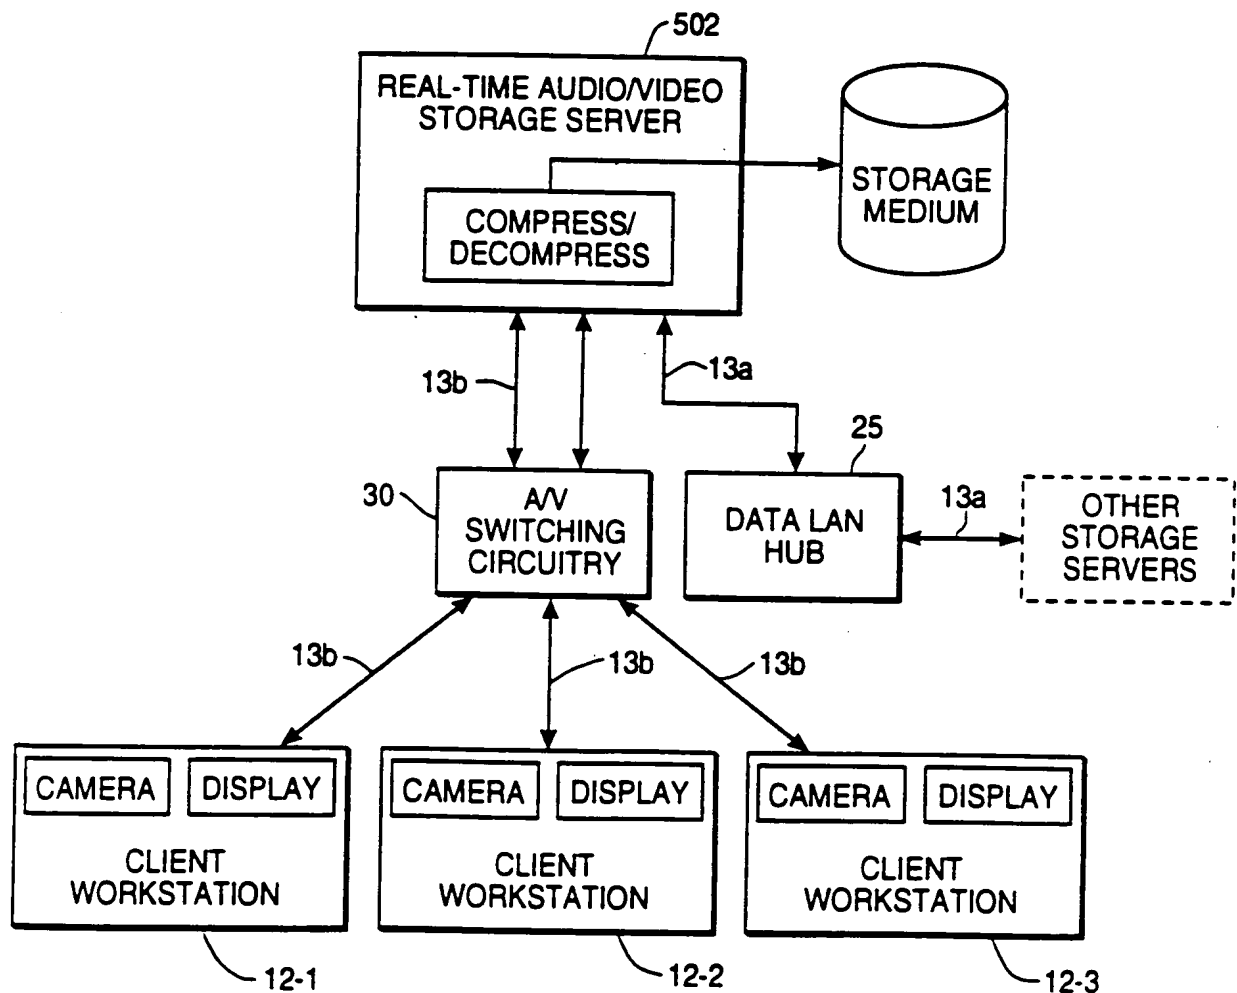 502
REAL-TIME AUDIO/VIDEO
STORAGE SERVER
COMPRESS/
DECOMPRESS
STORAGE
MEDIUM
13b
13a
25
30
A/V
SWITCHING
CIRCUITRY
DATA LAN
HUB
13a
OTHER
STORAGE
SERVERS
13b
13b
13b
CAMERA
DISPLAY
CLIENT
WORKSTATION
CAMERA
DISPLAY
CLIENT
WORKSTATION
CAMERA
DISPLAY
CLIENT
WORKSTATION
12-1
12-2
12-3